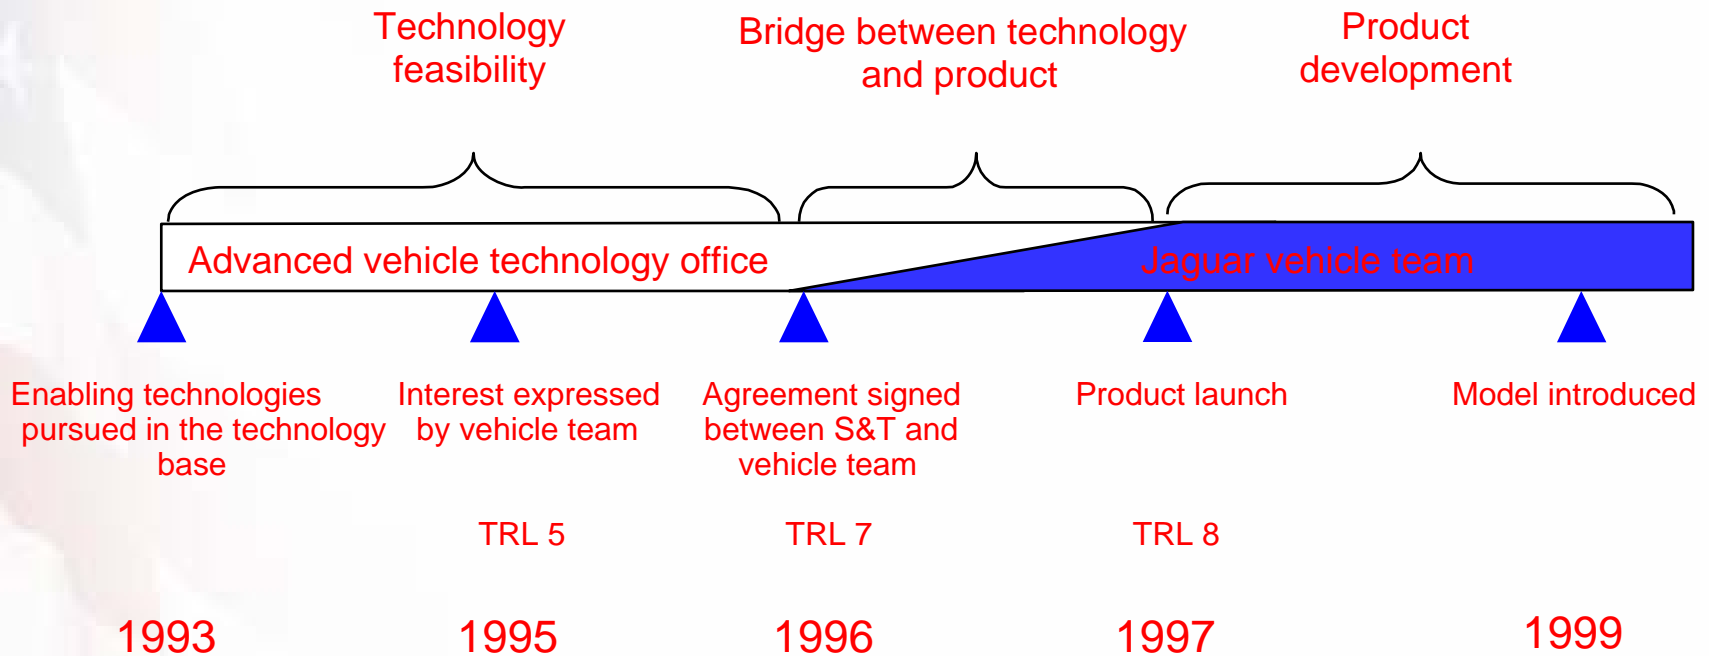 Technology
feasibility
Bridge between technology
and product
Product
development
Advanced vehicle technology office
Jaguar vehicle team
Enabling technologies
pursued in the technology
base
Interest expressed
by vehicle team
Agreement signed
between S&T and
vehicle team
Product launch
Model introduced
TRL 5
TRL 7
TRL 8
1993
1995
1996
1997
1999